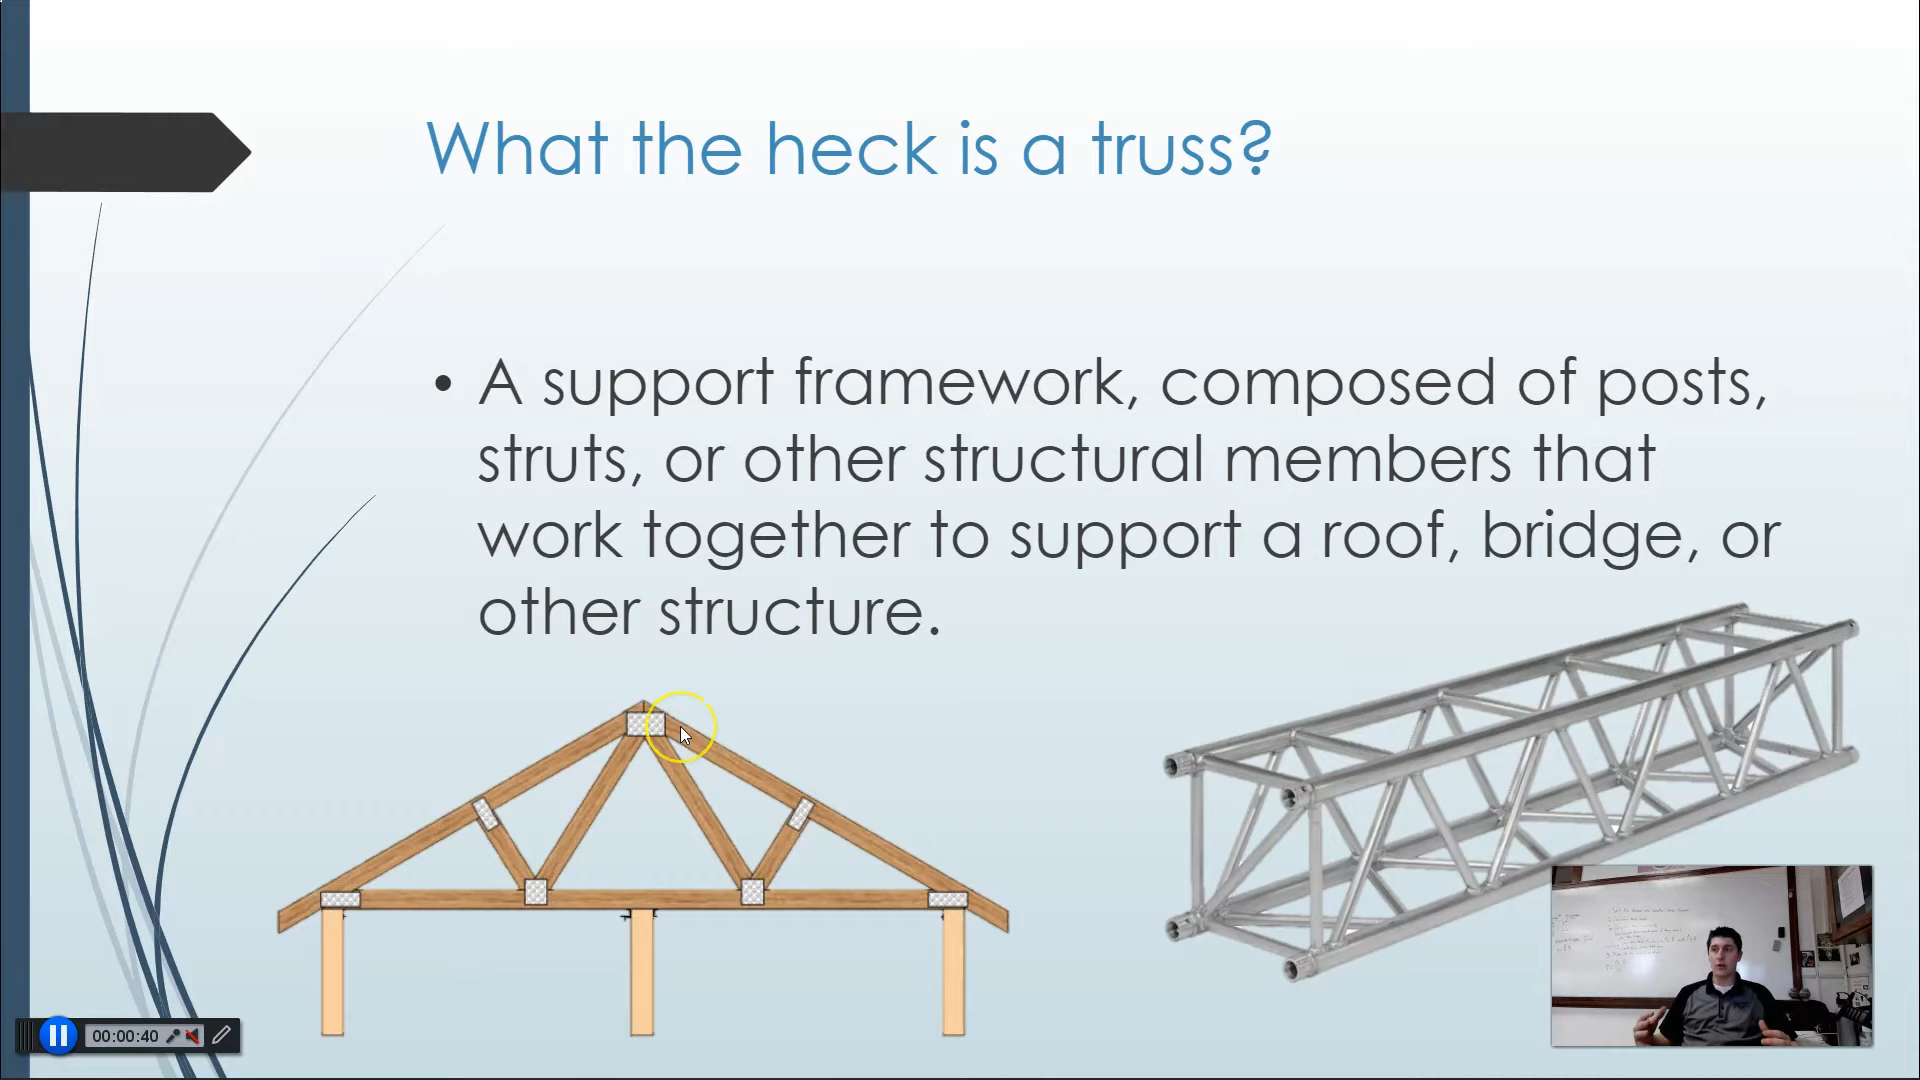 What the heck is a truss?
• A support framework, composed of posts,
struts, or other structural members that
work together to support a roof, bridge, or
other structure.
00:00:40